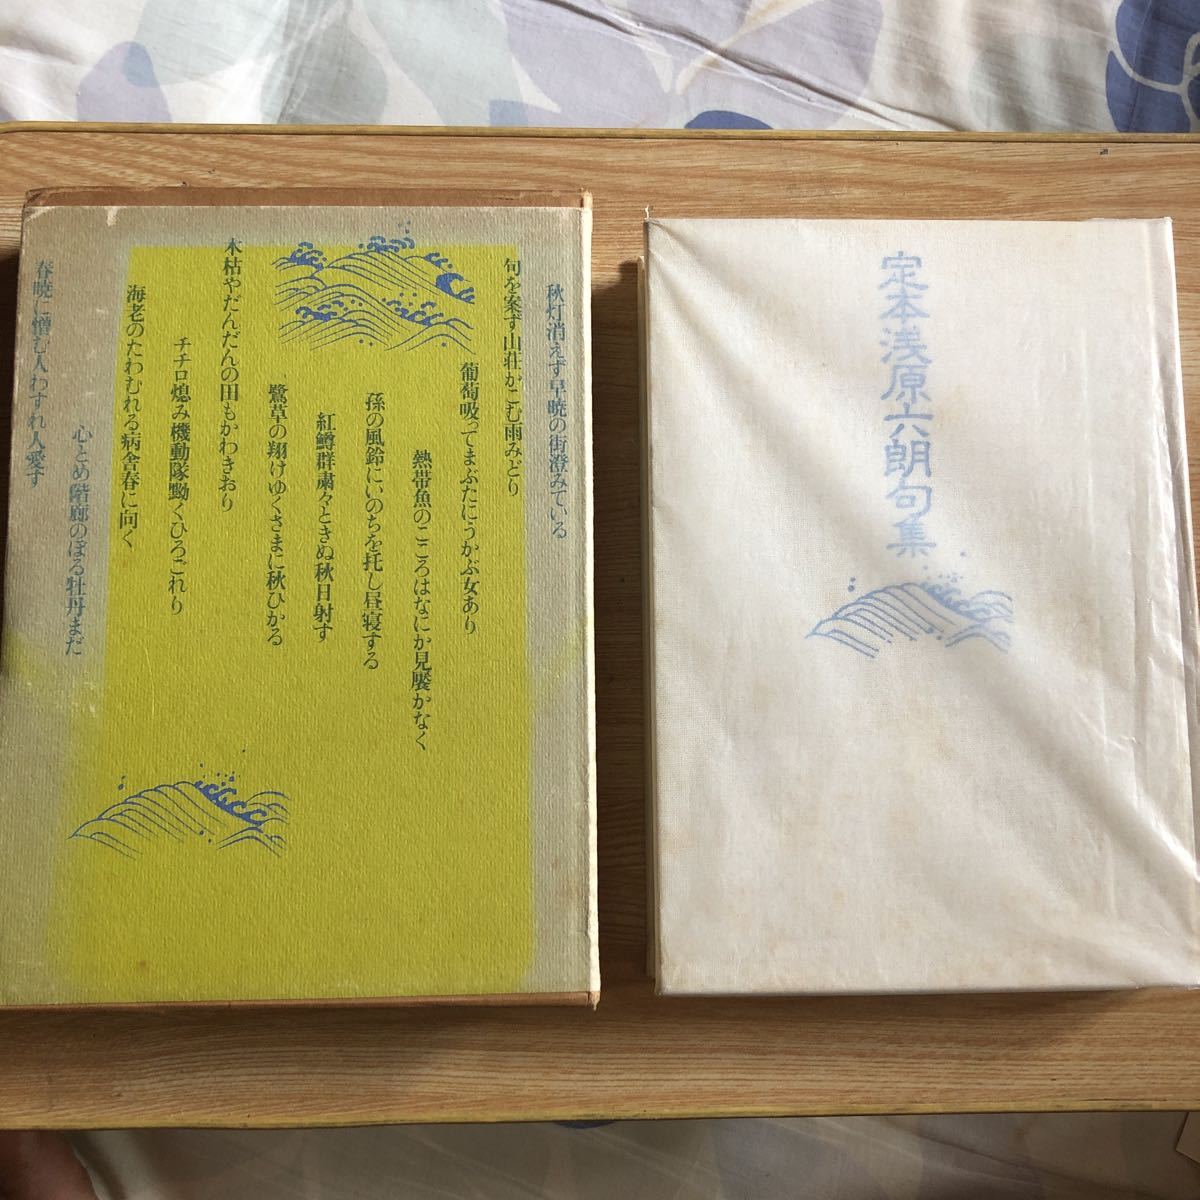 秋灯消えず早暁の街澄みている
句を案ず山荘かこむ雨みどり
葡萄吸ってまぶたにうかぶ女あり
熱帯魚のこころはなにか見饜かなく
孫の風鈴にいのちを托し昼寝する
紅鱒群粛々ときぬ秋日射す
鷺草の翔けゆくさまに秋ひかる
木枯やだんだんの田もかわきおり
チチロ熄み機動隊黝くひろごれり
海老のたわむれる病舎春に向く
心とめ階廊のぼる牡丹まだ
春暁に憎む人わすれ人愛す
定本浅原六朗句集